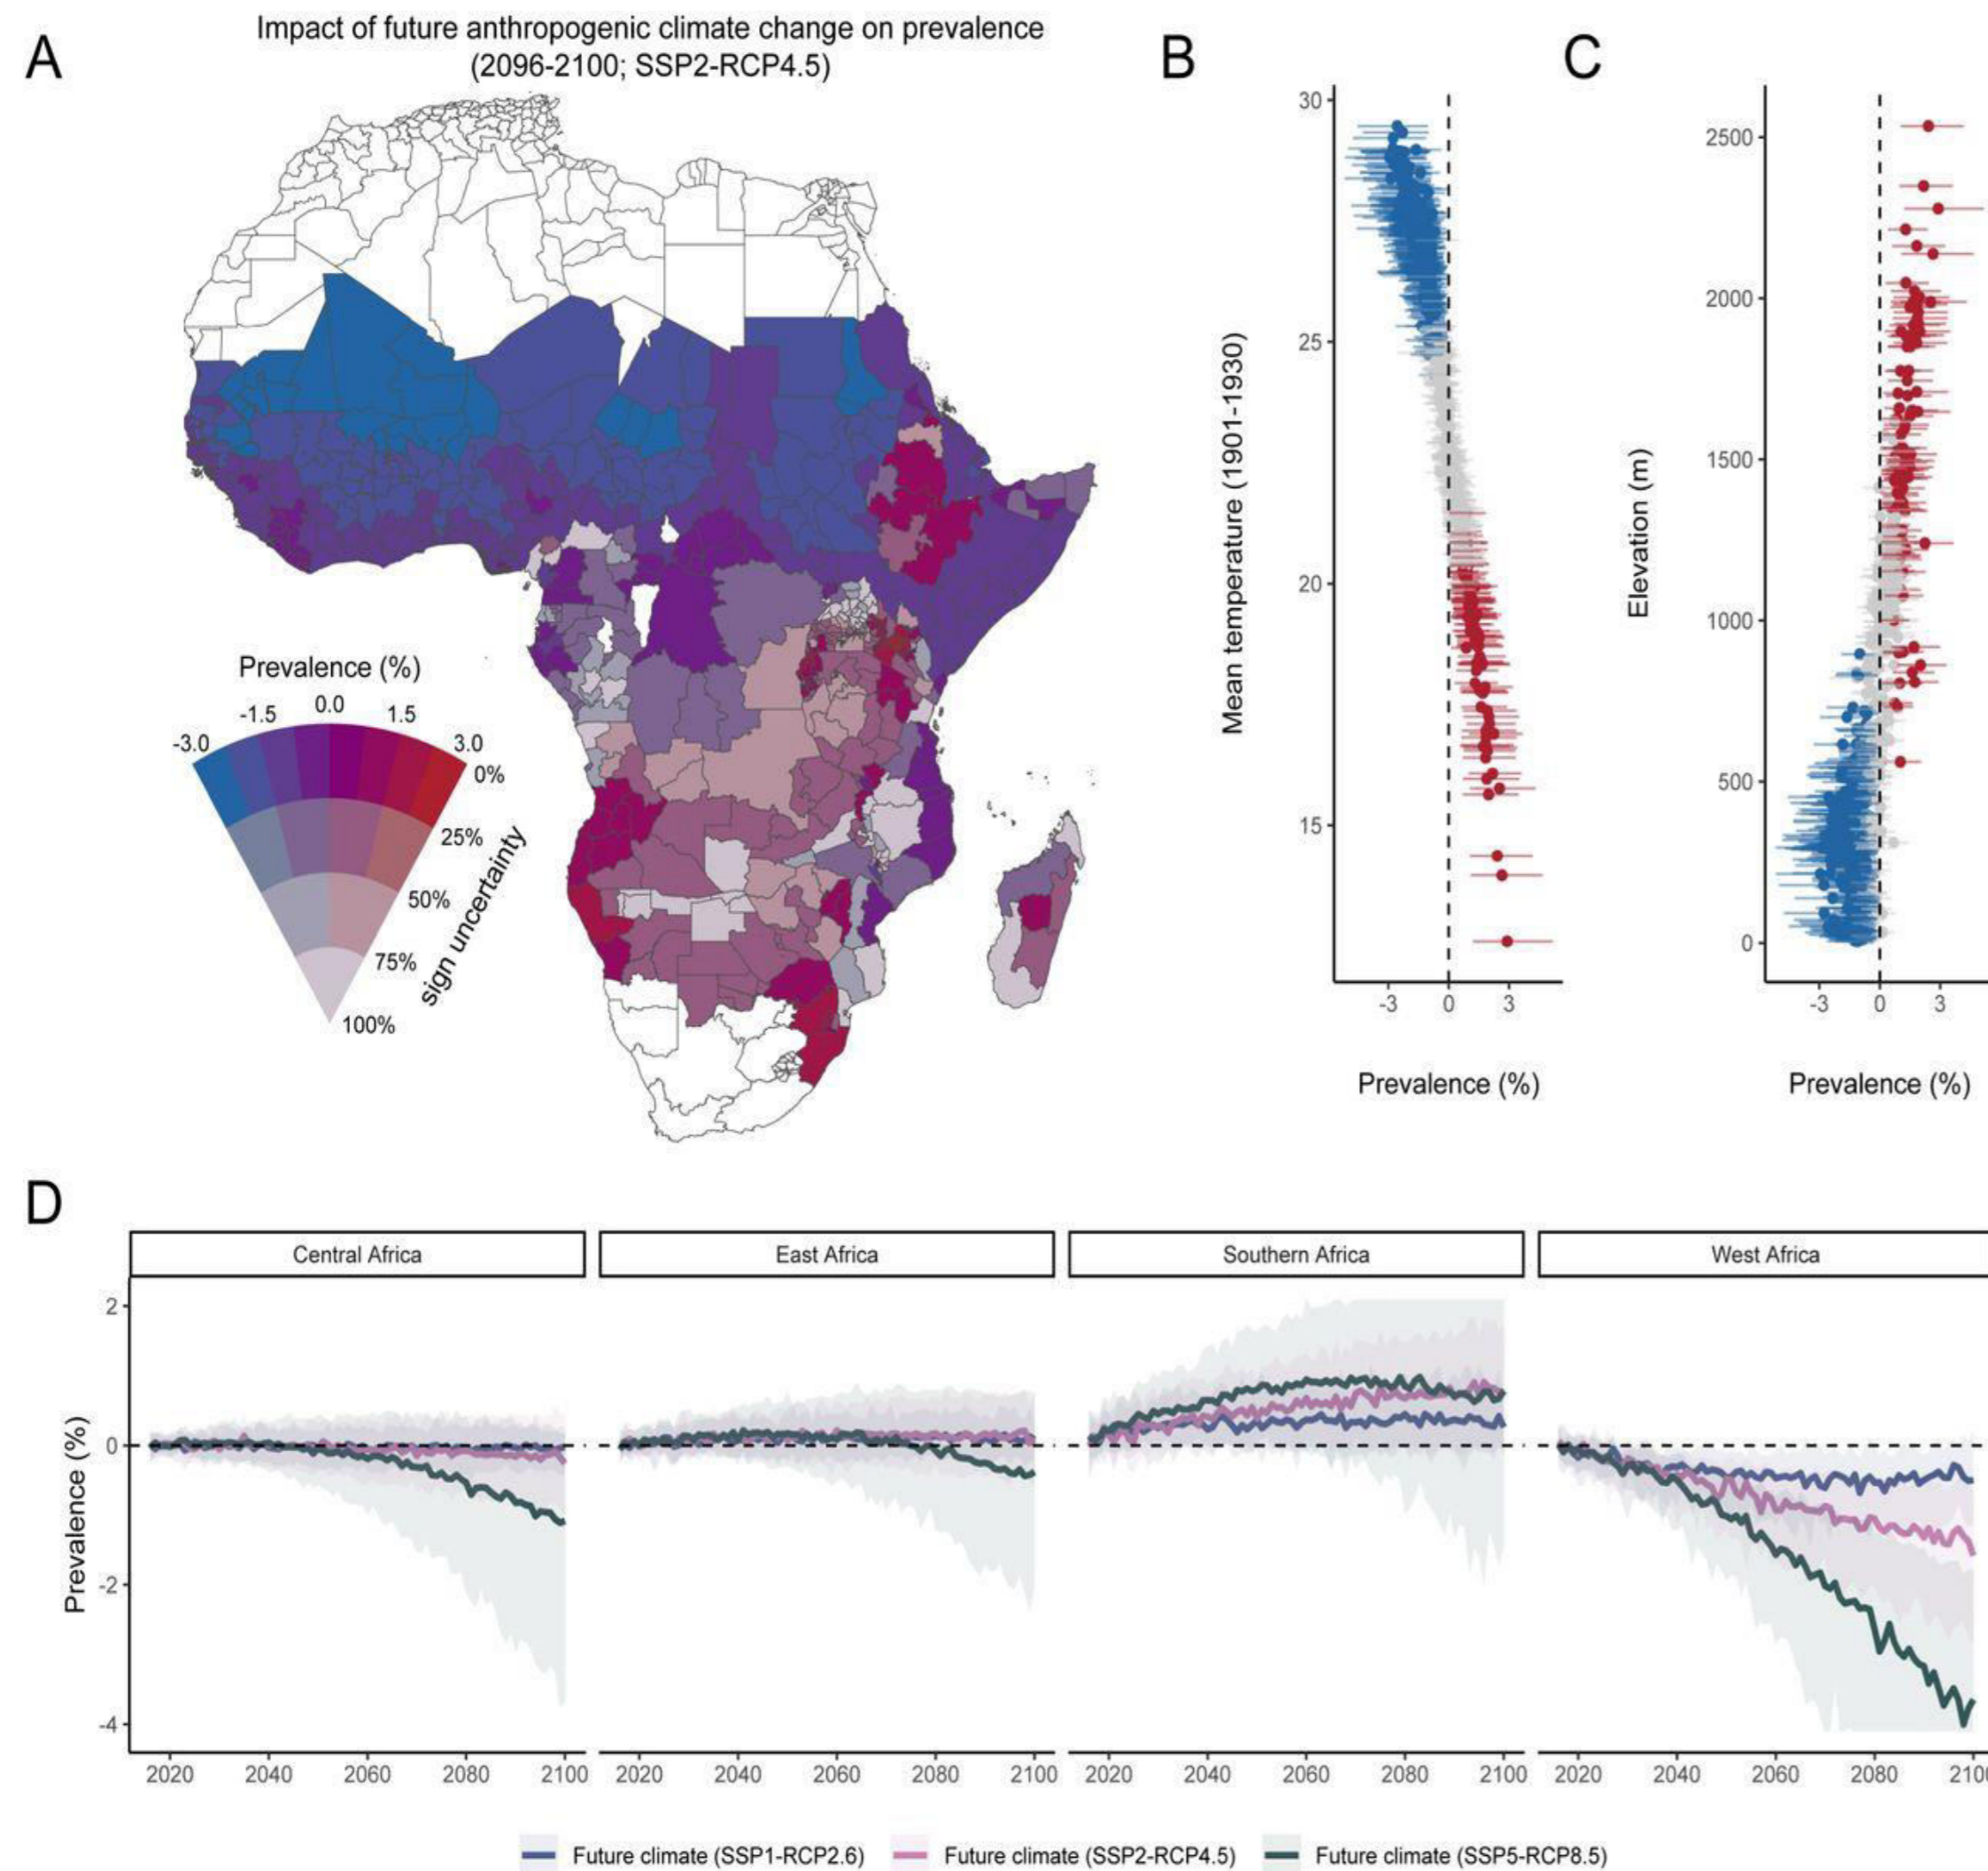 A
Impact of future anthropogenic climate change on prevalence
(2096-2100; SSP2-RCP4.5)
Prevalence (%)
-3.0
-1.5
0.0
1.5
3.0
0%
25%
50%
75%
100%
sign uncertainty
B
Mean temperature (1901-1930)
30
25
20
15
-3
0
3
Prevalence (%)
C
Elevation (m)
2500
2000
1500
1000
500
0
-3
0
3
Prevalence (%)
D
Central Africa
East Africa
Southern Africa
West Africa
Prevalence (%)
2
0
-2
-4
2020 2040 2060 2080 2100
2020 2040 2060 2080 2100
2020 2040 2060 2080 2100
2020 2040 2060 2080
Future climate (SSP1-RCP2.6)
Future climate (SSP2-RCP4.5)
Future climate (SSP5-RCP8.5)